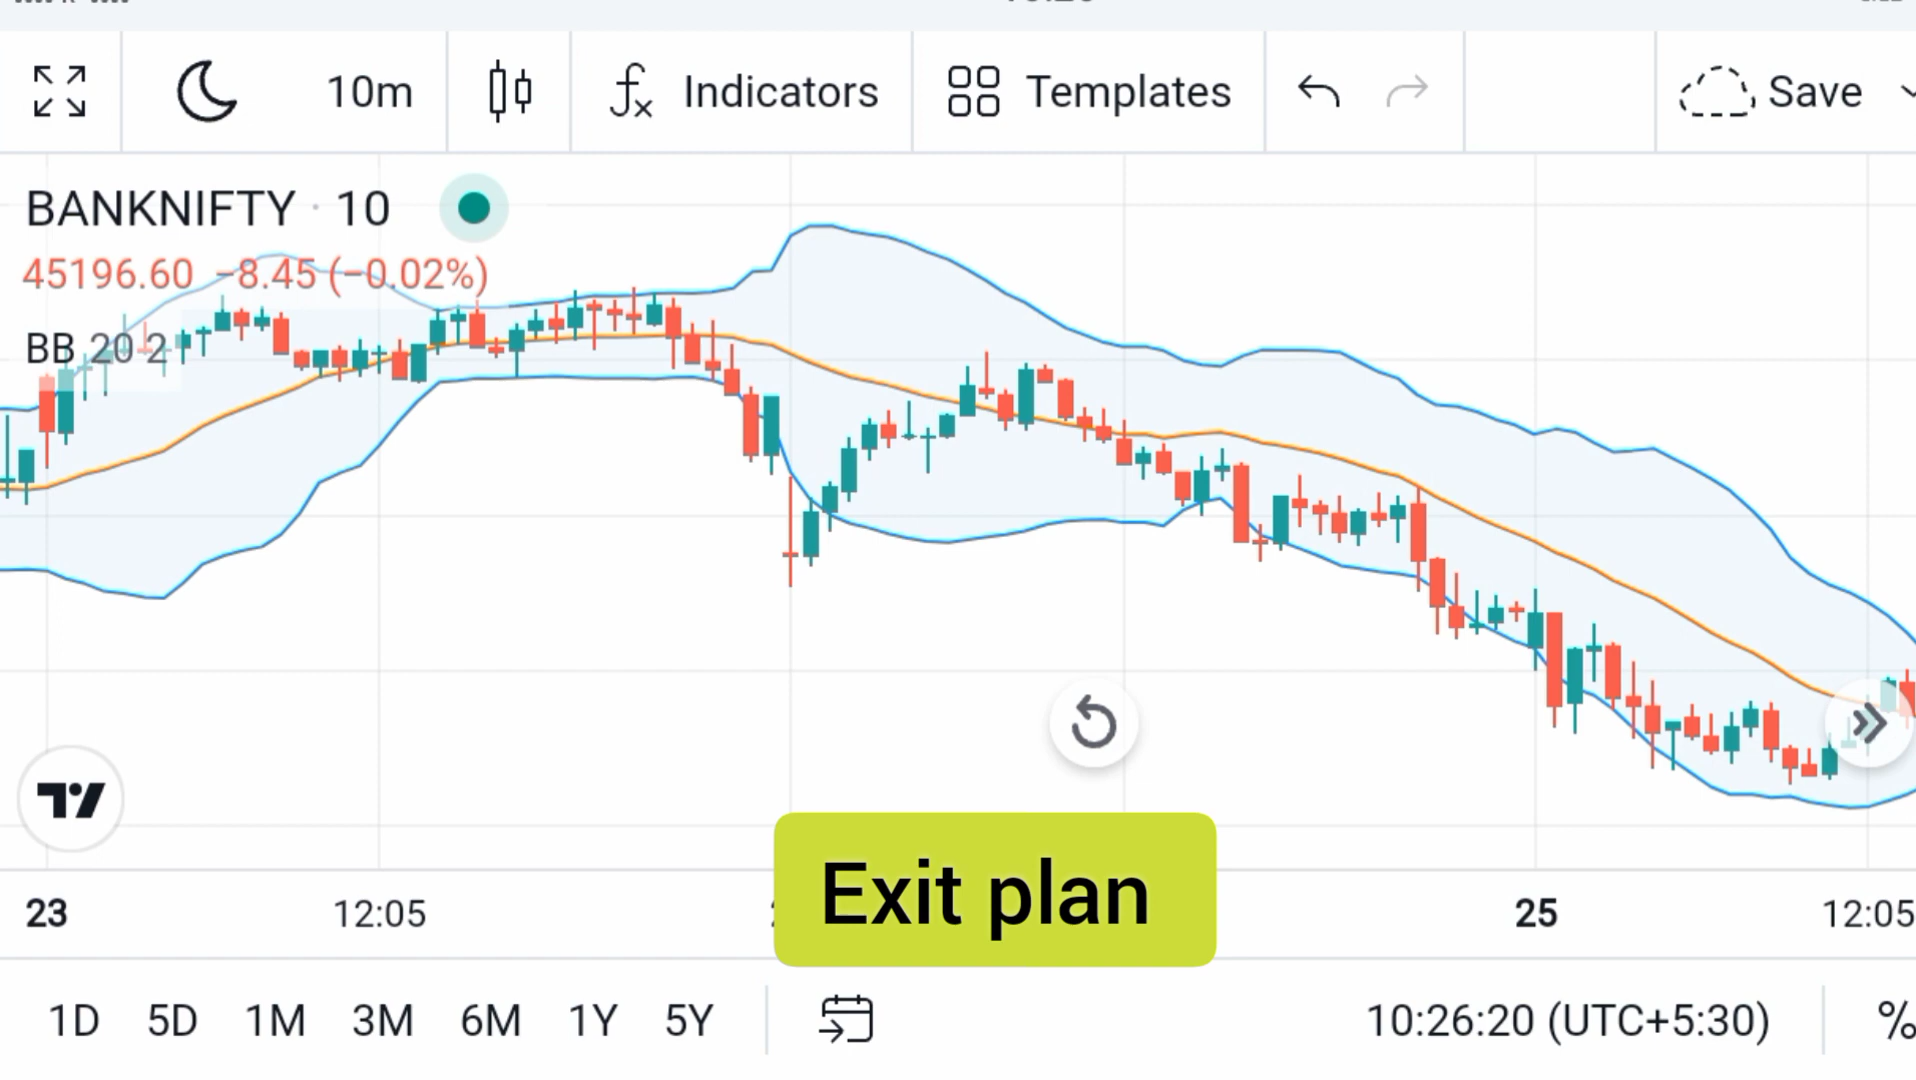 10m
Indicators
Templates
Save
BANKNIFTY · 10
45196.60 −8.45 (−0.02%)
BB 20 2
23 12:05 25 12:05
Exit plan
1D 5D 1M 3M 6M 1Y 5Y
10:26:20 (UTC+5:30)
%